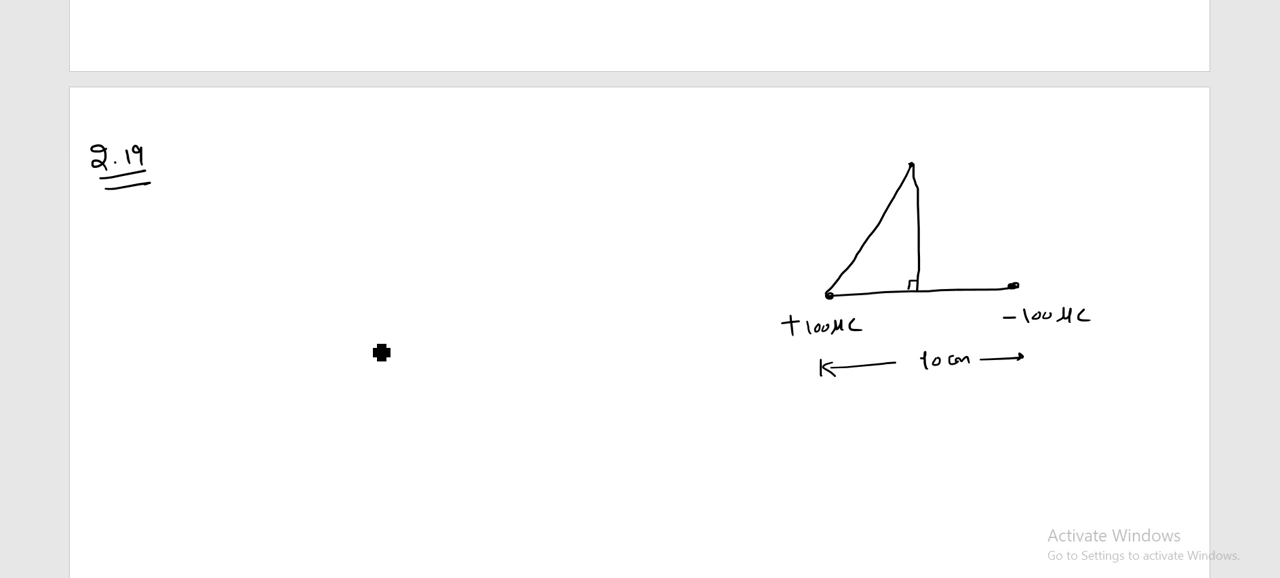 2.19
+100μC
-100μC
10 cm
Activate Windows
Go to Settings to activate Windows.